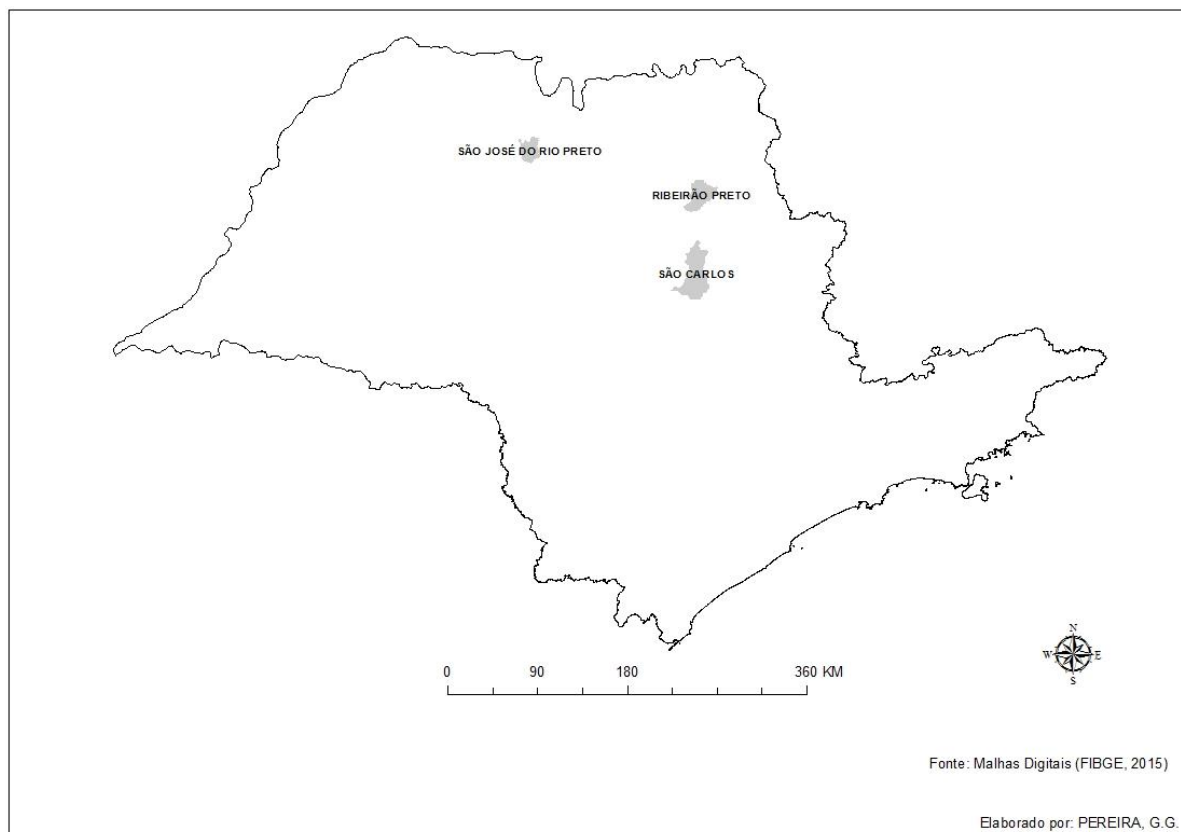 SÃO JOSÉ DO RIO PRETO
RIBEIRÃO PRETO
SÃO CARLOS
N
W E
S
0 90 180 360 KM
Fonte: Malhas Digitais (FIBGE, 2015)
Elaborado por: PEREIRA, G.G.